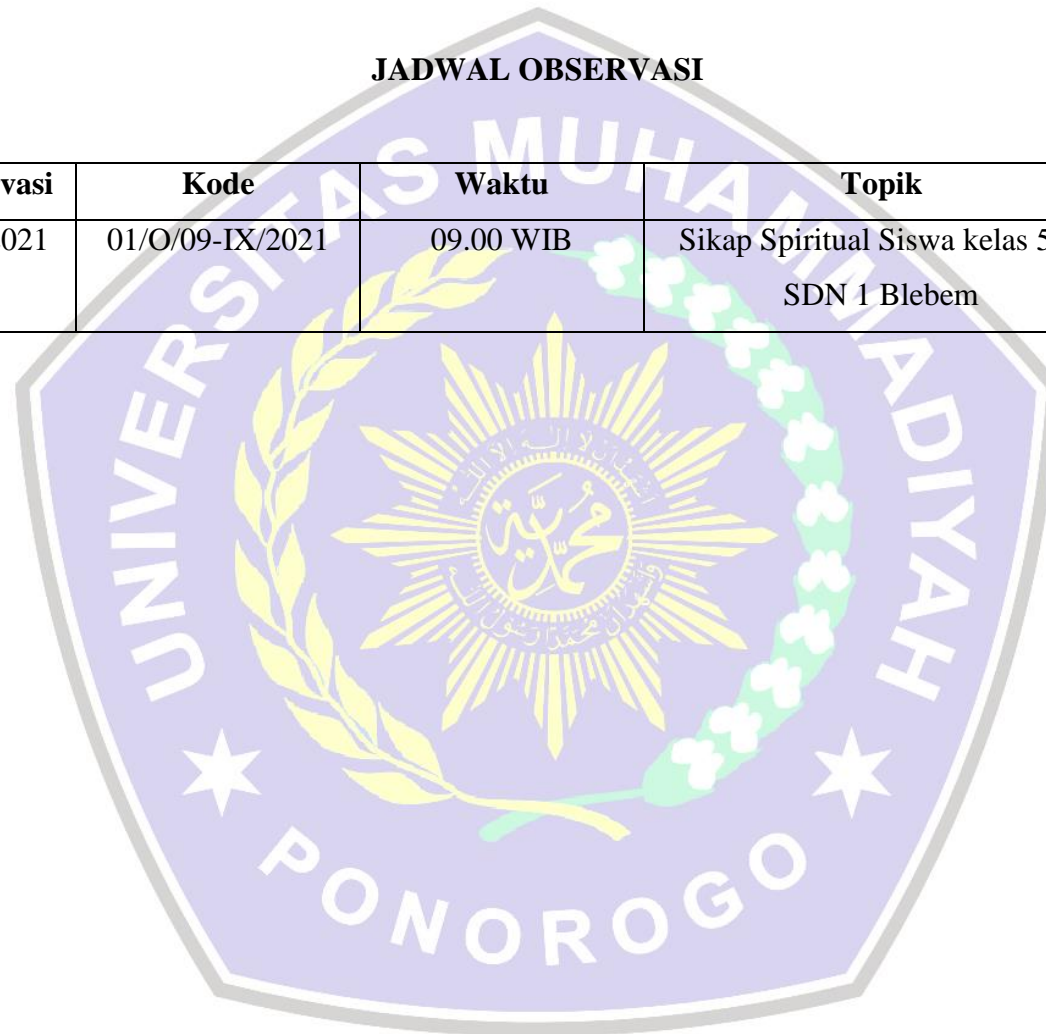 JADWAL OBSERVASI
vasi Kode Waktu Topik
021 01/O/09-IX/2021 09.00 WIB Sikap Spiritual Siswa kelas 5
SDN 1 Blebem
UNIVERSITAS MUHAMMADIYAH
محمدية
PONOROGO